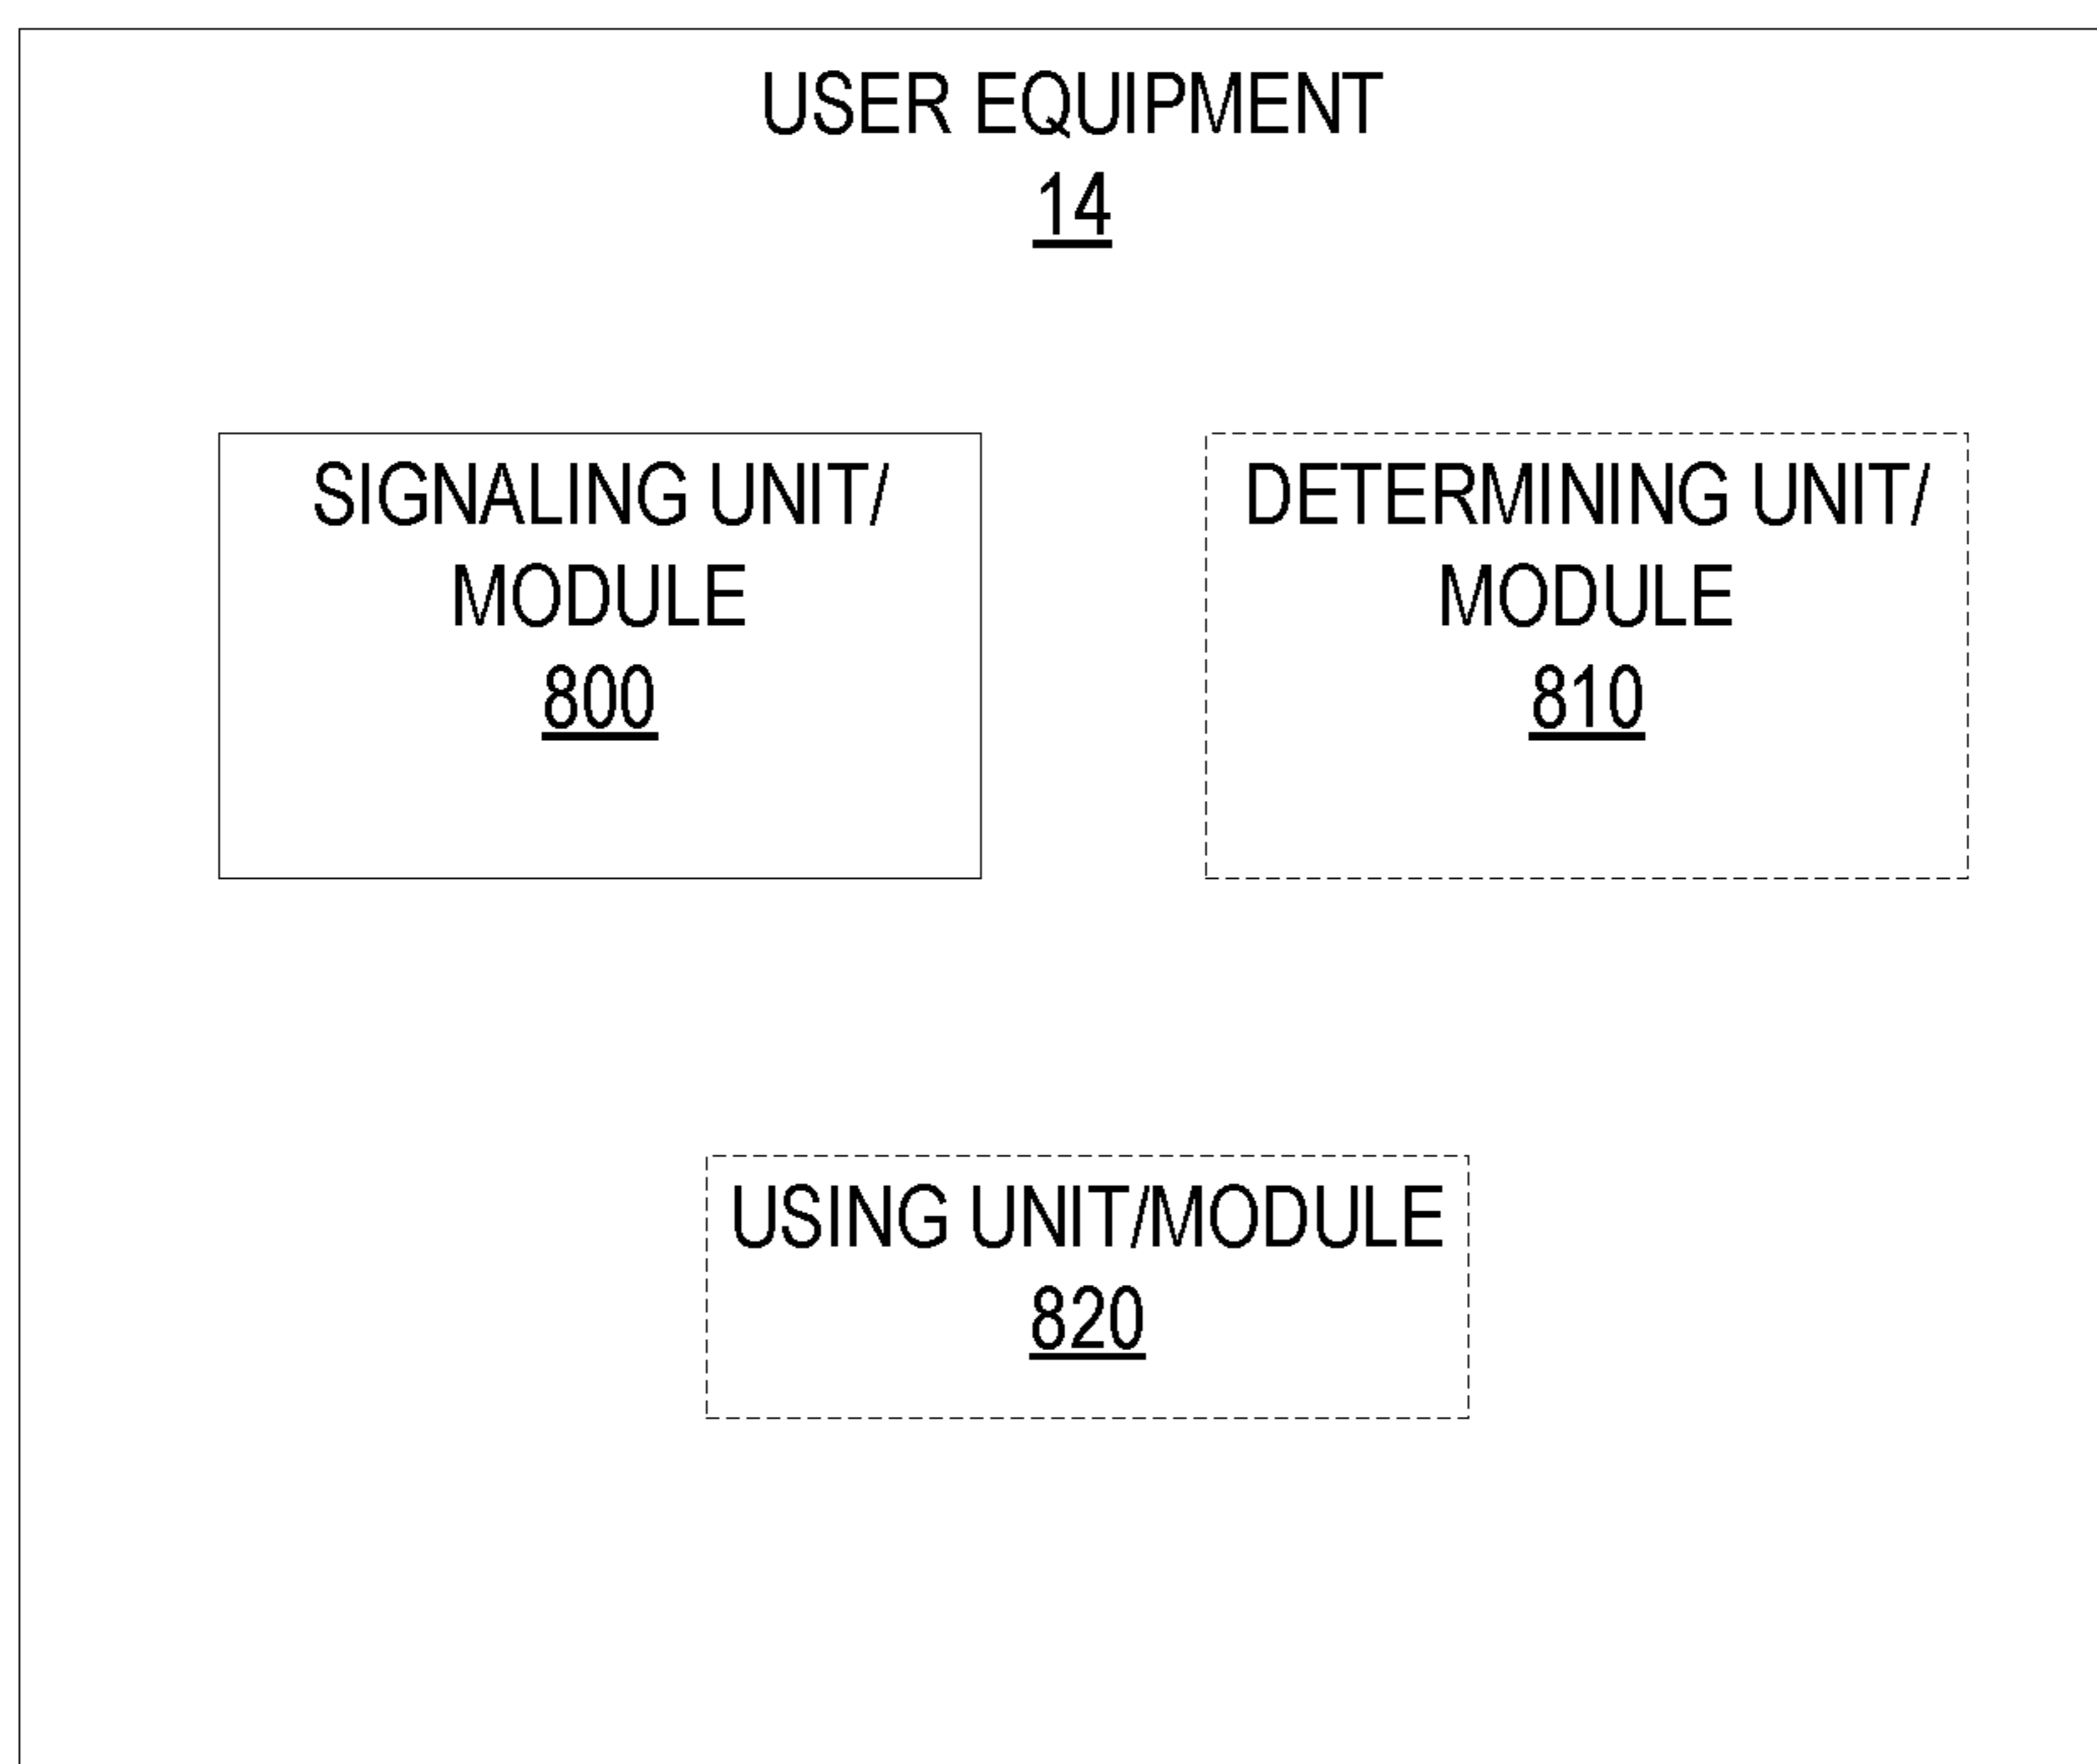 USER EQUIPMENT
14
SIGNALING UNIT/
MODULE
800
DETERMINING UNIT/
MODULE
810
USING UNIT/MODULE
820